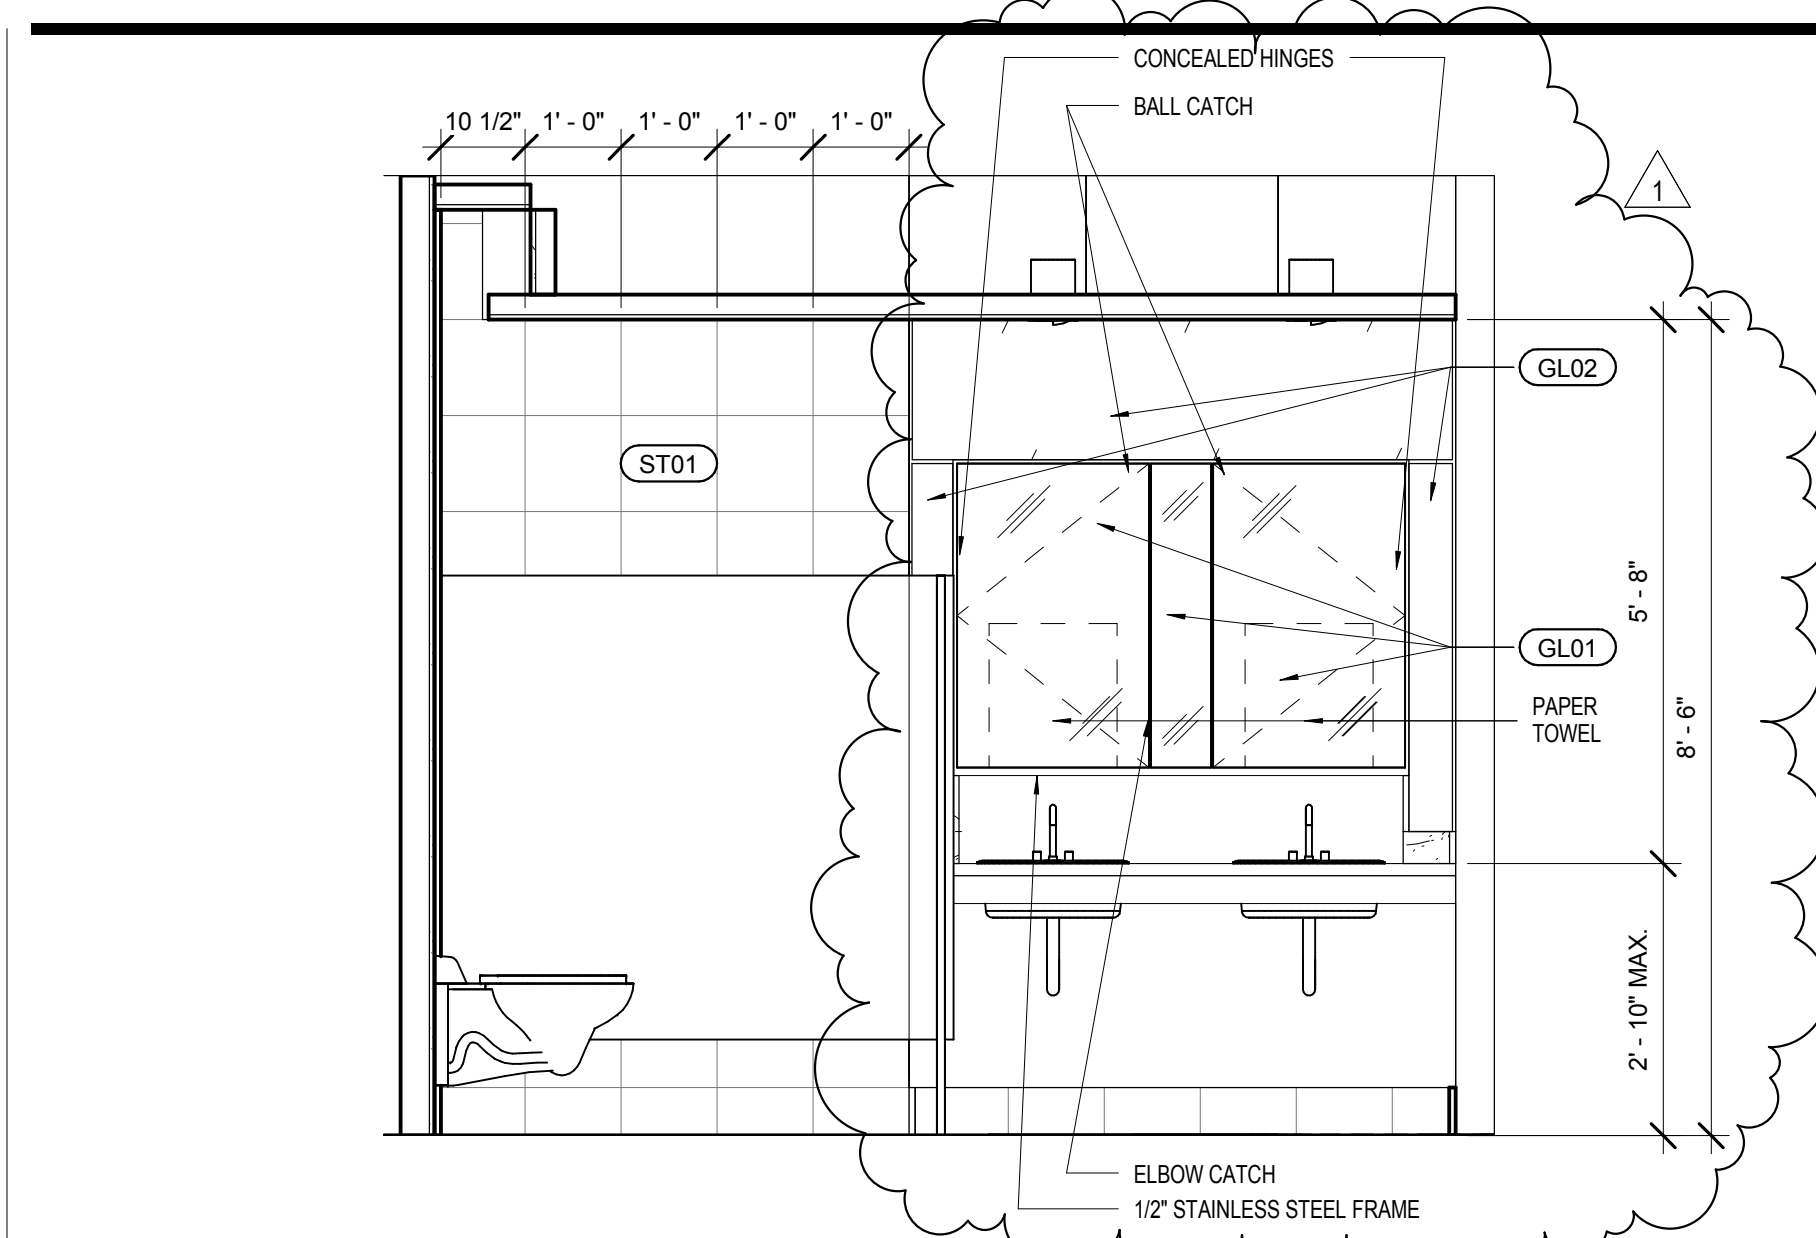 CONCEALED HINGES
BALL CATCH
10 1/2" 1' - 0" 1' - 0" 1' - 0" 1' - 0"
1
GL02
ST01
5' - 8"
GL01
PAPER
TOWEL
8' - 6"
2' - 10" MAX.
ELBOW CATCH
1/2" STAINLESS STEEL FRAME